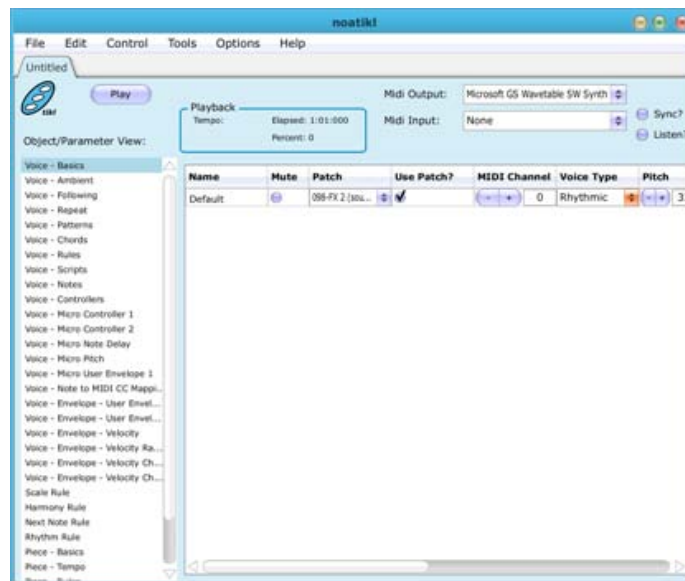 noatikl
File Edit Control Tools Options Help
Untitled
tikl
Play
Playback
Tempo: Elapsed: 1:01:000
Percent: 0
Midi Output: Microsoft GS Wavetable SW Synth
Midi Input: None
Sync?
Listen?
Object/Parameter View:
Voice - Basics
Voice - Ambient
Voice - Following
Voice - Repeat
Voice - Patterns
Voice - Chords
Voice - Rules
Voice - Scripts
Voice - Notes
Voice - Controllers
Voice - Micro Controller 1
Voice - Micro Controller 2
Voice - Micro Note Delay
Voice - Micro Pitch
Voice - Micro User Envelope 1
Voice - Note to MIDI CC Mappi...
Voice - Envelope - User Envel...
Voice - Envelope - User Envel...
Voice - Envelope - Velocity
Voice - Envelope - Velocity Ra...
Voice - Envelope - Velocity Ch...
Voice - Envelope - Velocity Ch...
Scale Rule
Harmony Rule
Next Note Rule
Rhythm Rule
Piece - Basics
Piece - Tempo
Piece - Rules
Name Mute Patch Use Patch? MIDI Channel Voice Type Pitch
Default 098-FX 2 (sou... - + 0 Rhythmic - + 3